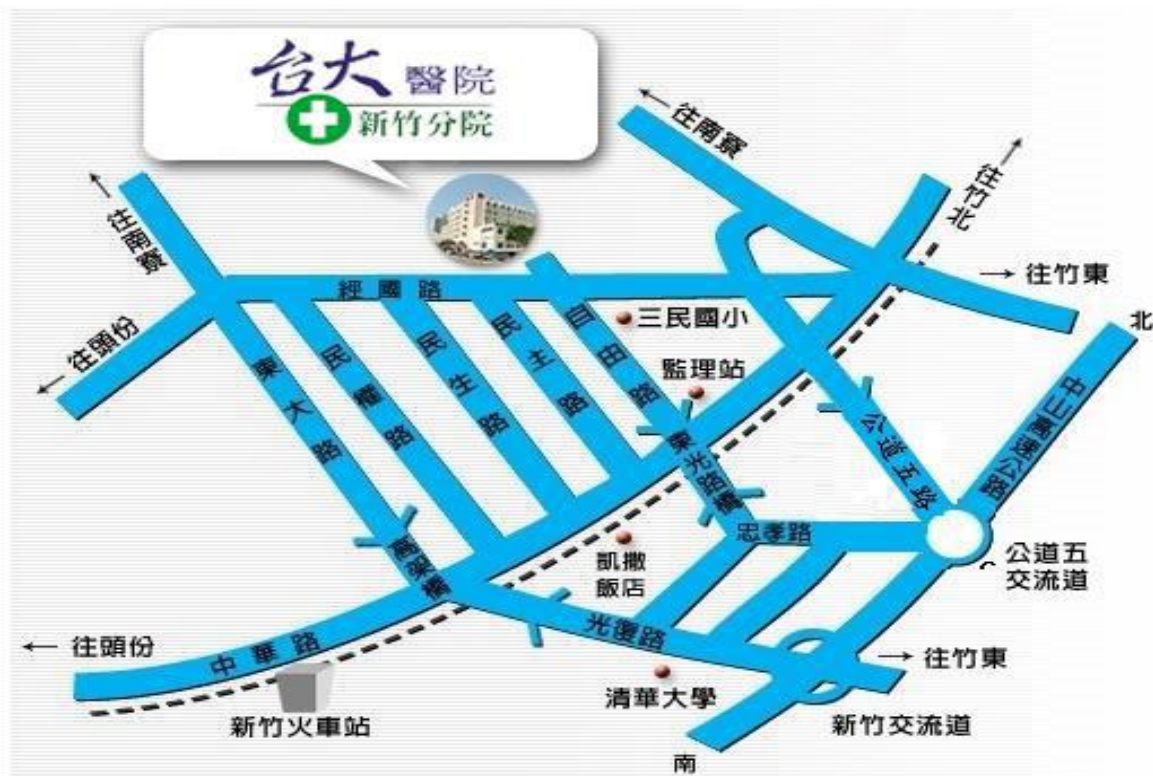 台大醫院
新竹分院
往南寮
往竹北
往南寮
往竹東
往頭份
經國路
三民國小
監理站
北
東大路
民權路
民生路
民主路
自由路
東光路橋
公道五路
中山高速公路
高架橋
凱撒
飯店
忠孝路
公道五
交流道
往頭份
中華路
光復路
往竹東
清華大學
新竹火車站
新竹交流道
南